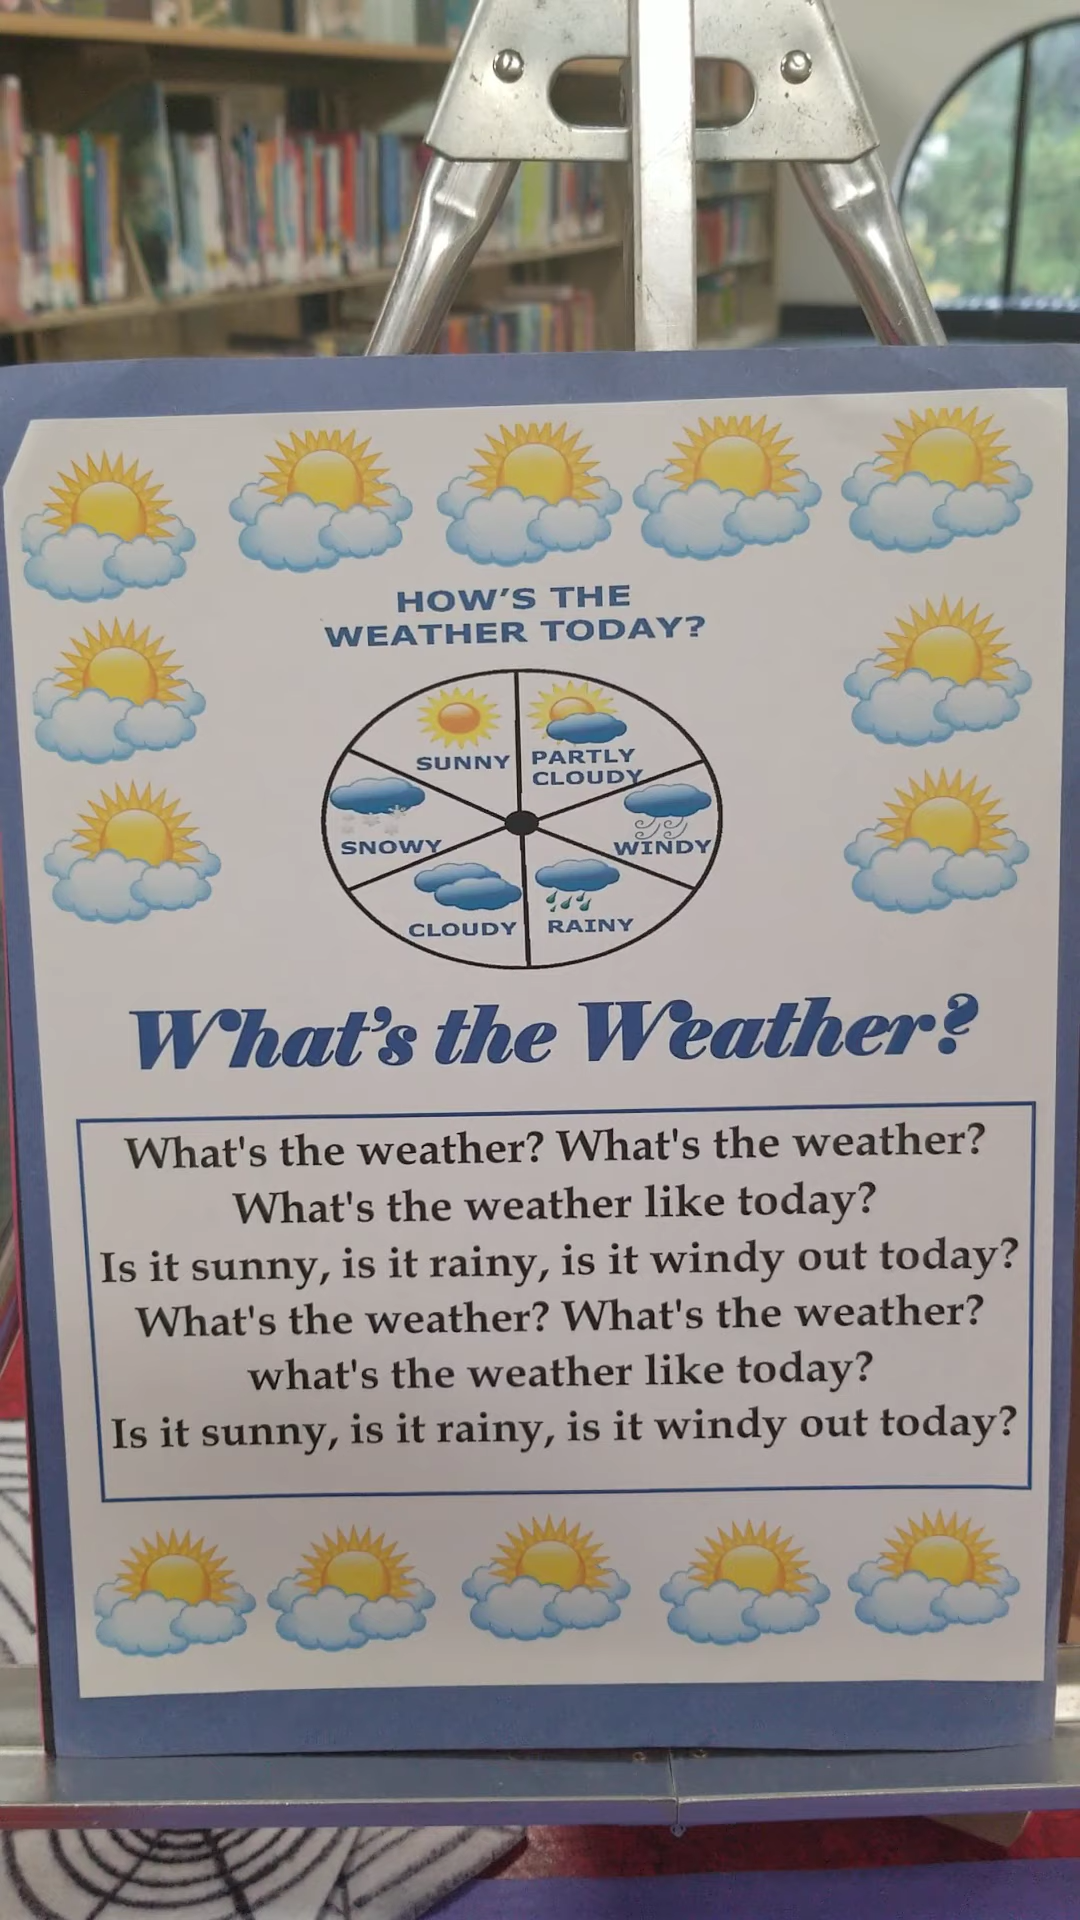 HOW'S THE
WEATHER TODAY?
SUNNY
PARTLY
CLOUDY
SNOWY
WINDY
CLOUDY
RAINY
What's the Weather?
What's the weather? What's the weather?
What's the weather like today?
Is it sunny, is it rainy, is it windy out today?
What's the weather? What's the weather?
what's the weather like today?
Is it sunny, is it rainy, is it windy out today?